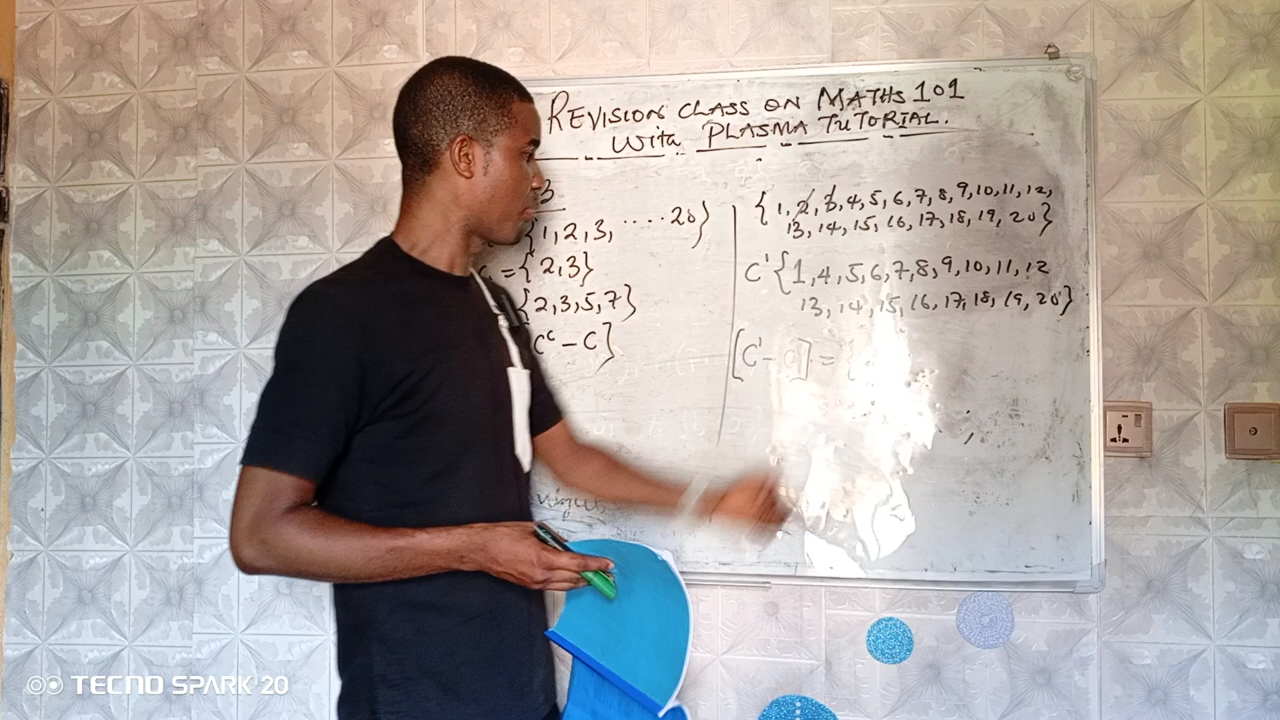 REVISION CLASS ON MATHS 101
With PLASMA TUTORIAL.
3
{1, 2, 3, .... 20}
= {2, 3}
{2, 3, 5, 7}
Cᶜ - C]
{1, 2, 3, 4, 5, 6, 7, 8, 9, 10, 11, 12,
13, 14, 15, 16, 17, 18, 19, 20}
C' {1, 4, 5, 6, 7, 8, 9, 10, 11, 12
13, 14, 15, 16, 17, 18, 19, 20}
[C' - ] = {
TECNO SPARK 20